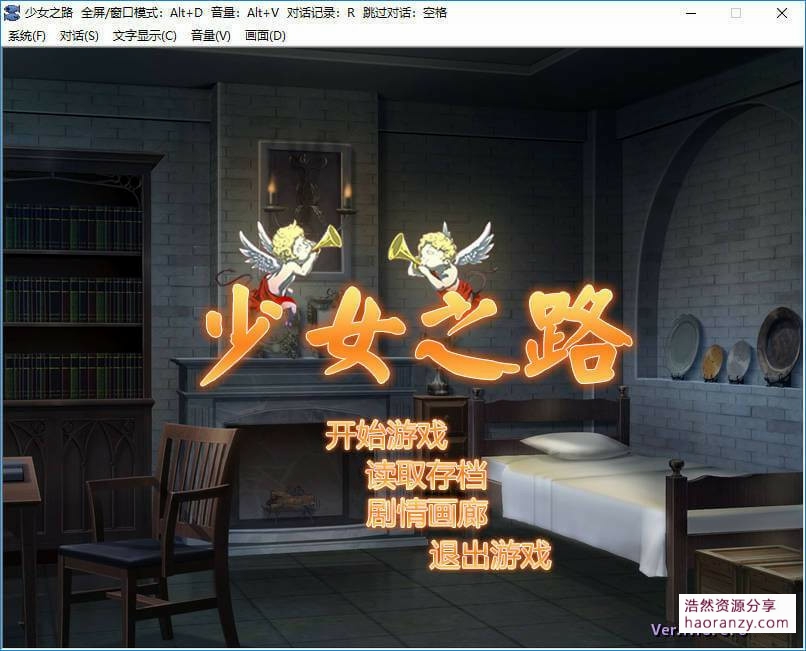 少女之路 全屏/窗口模式：Alt+D 音量：Alt+V 对话记录：R 跳过对话：空格
系统(F) 对话(S) 文字显示(C) 音量(V) 画面(D)
少女之路
开始游戏
读取存档
剧情画廊
退出游戏
浩然资源分享
haoranzy.com